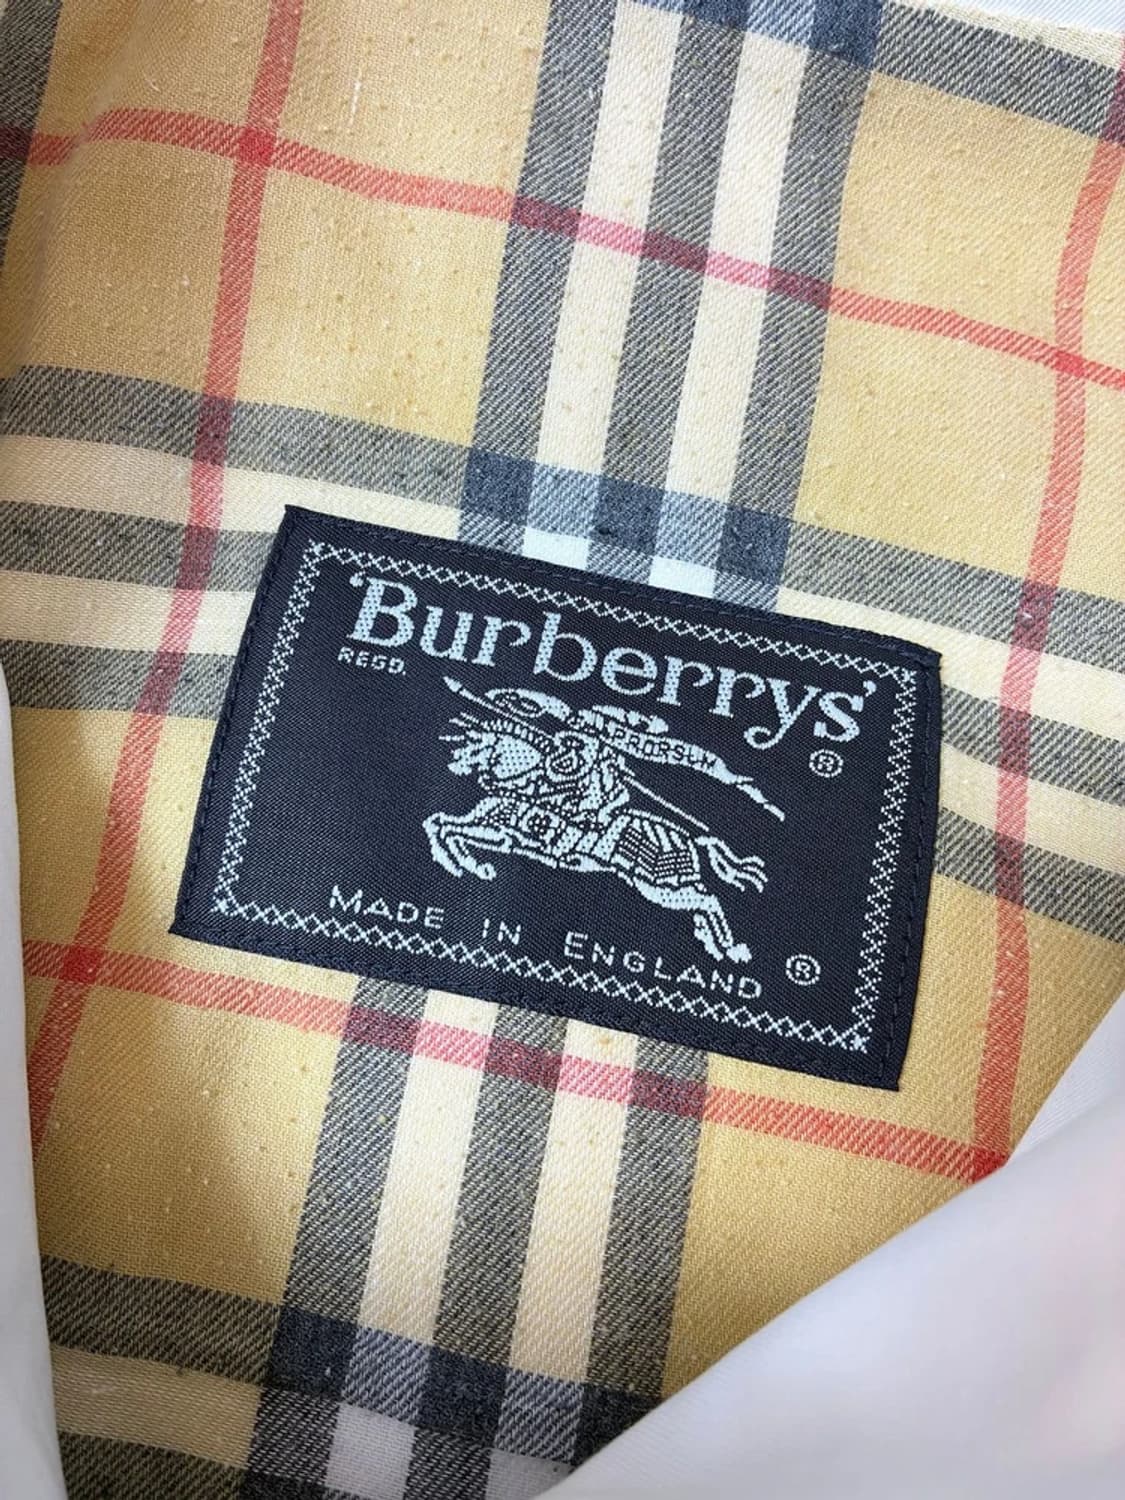 'Burberrys'
REGD.
®
PRORSUM
MADE IN ENGLAND ®